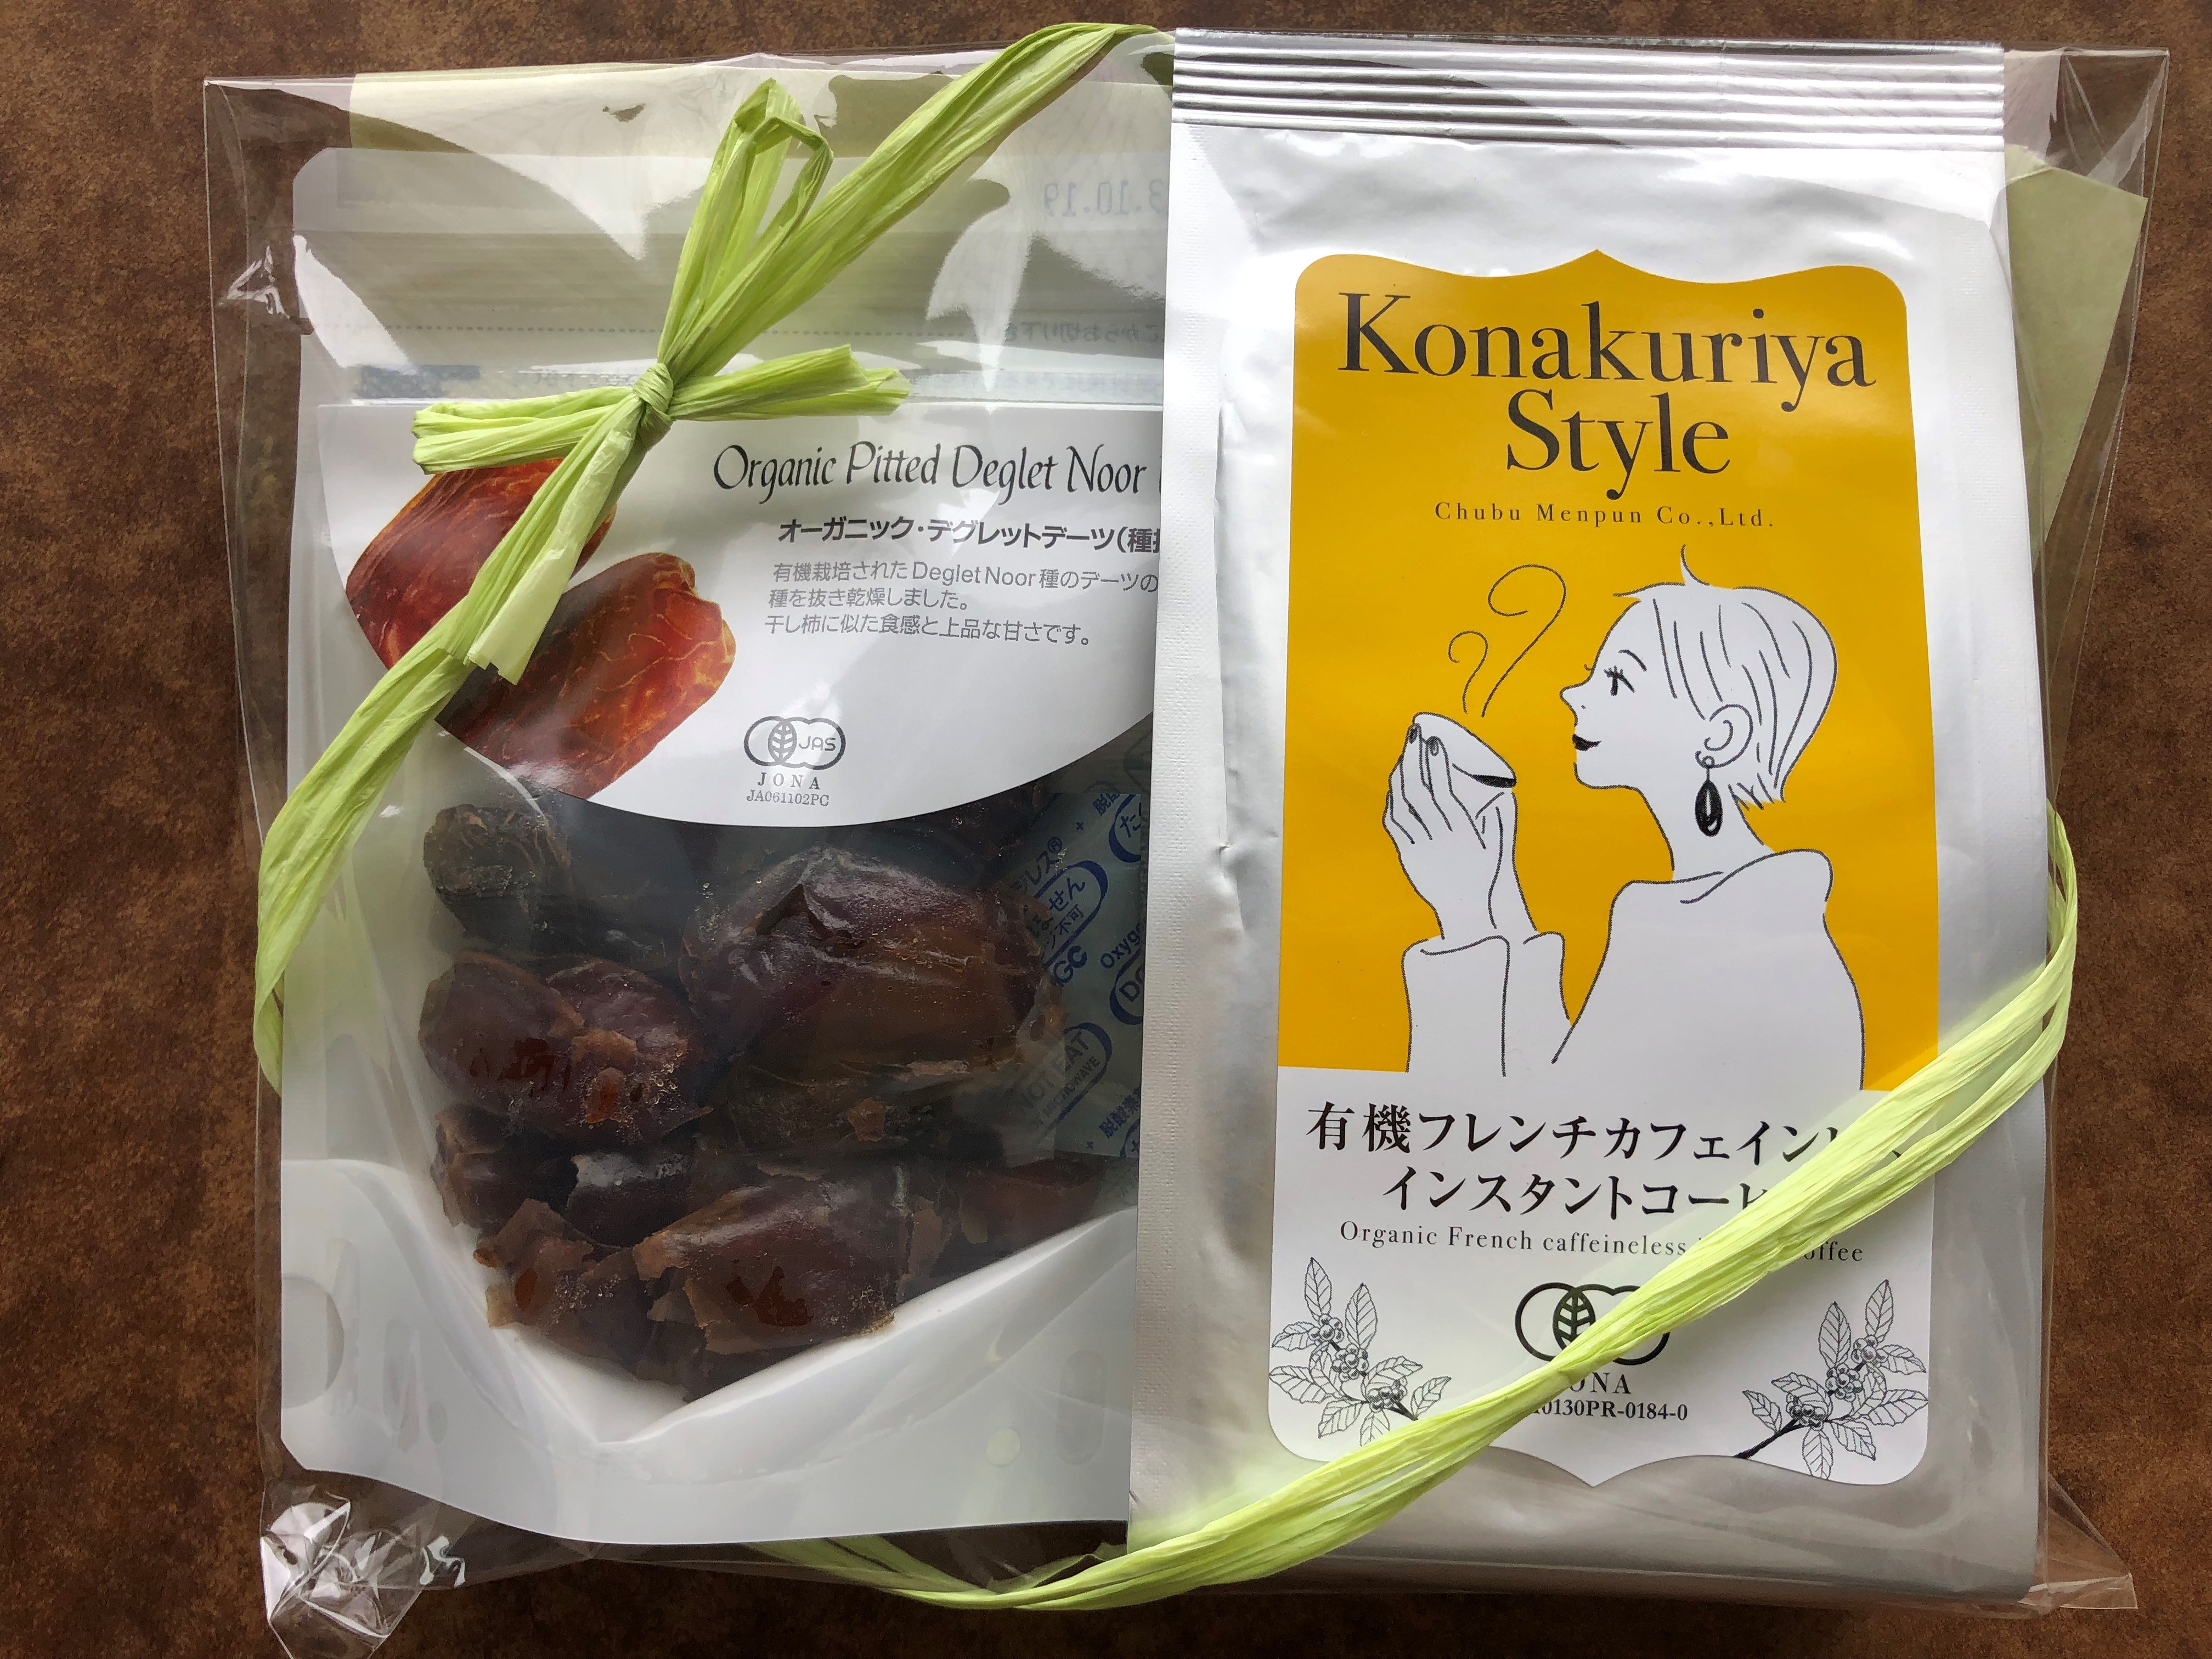 Organic Pitted Deglet Noor
オーガニック・デグレットデーツ(種
有機栽培されたDeglet Noor種のデーツの
種を抜き乾燥しました。
干し柿に似た食感と上品な甘さです。
JAS
JONA
JA061102PC
Konakuriya
Style
Chubu Menpun Co.,Ltd.
有機フレンチカフェイン
インスタントコーヒ
Organic French caffeineless
JONA
0130PR-0184-0
.10.19